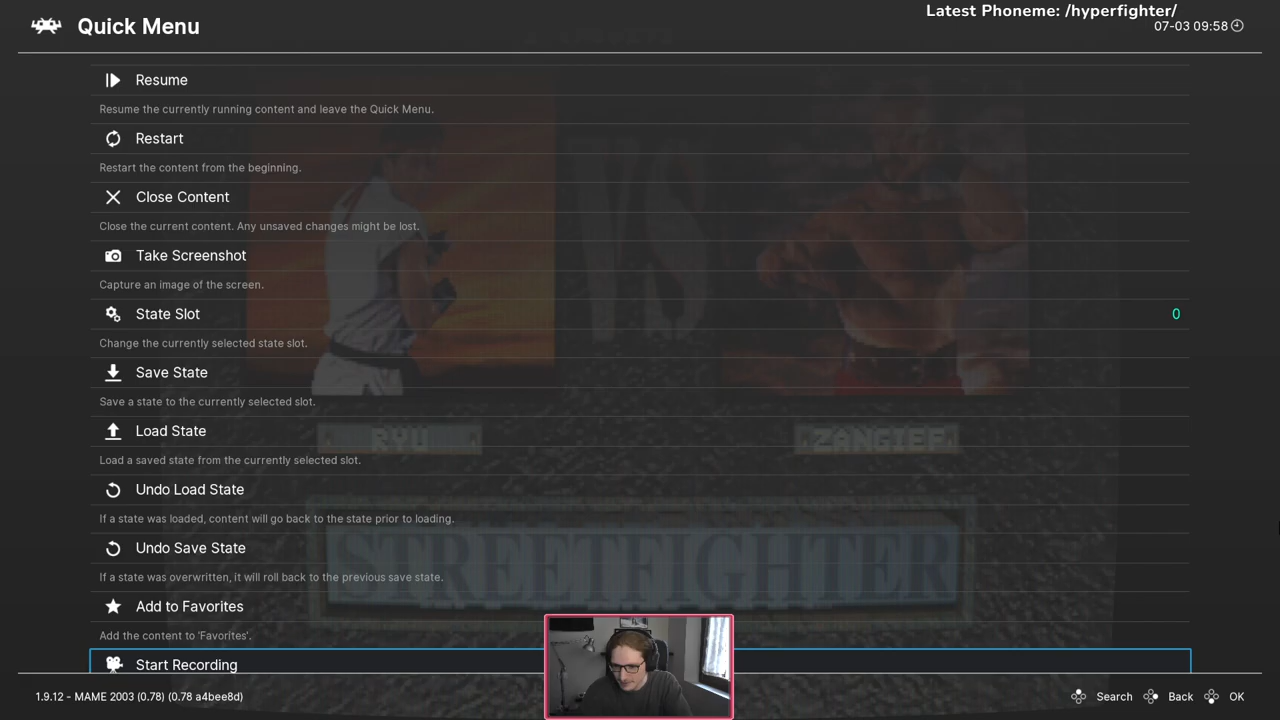 Latest Phoneme: /hyperfighter/
Quick Menu
07-03 09:58
Resume
Resume the currently running content and leave the Quick Menu.
Restart
Restart the content from the beginning.
Close Content
Close the current content. Any unsaved changes might be lost.
Take Screenshot
Capture an image of the screen.
State Slot 0
Change the currently selected state slot.
Save State
Save a state to the currently selected slot.
Load State
Load a saved state from the currently selected slot.
RYU ZANGIEF
Undo Load State
If a state was loaded, content will go back to the state prior to loading.
Undo Save State
If a state was overwritten, it will roll back to the previous save state.
STREETFIGHTER
Add to Favorites
Add the content to 'Favorites'.
Start Recording
1.9.12 - MAME 2003 (0.78) (0.78 a4bee8d)
Search Back OK
VS